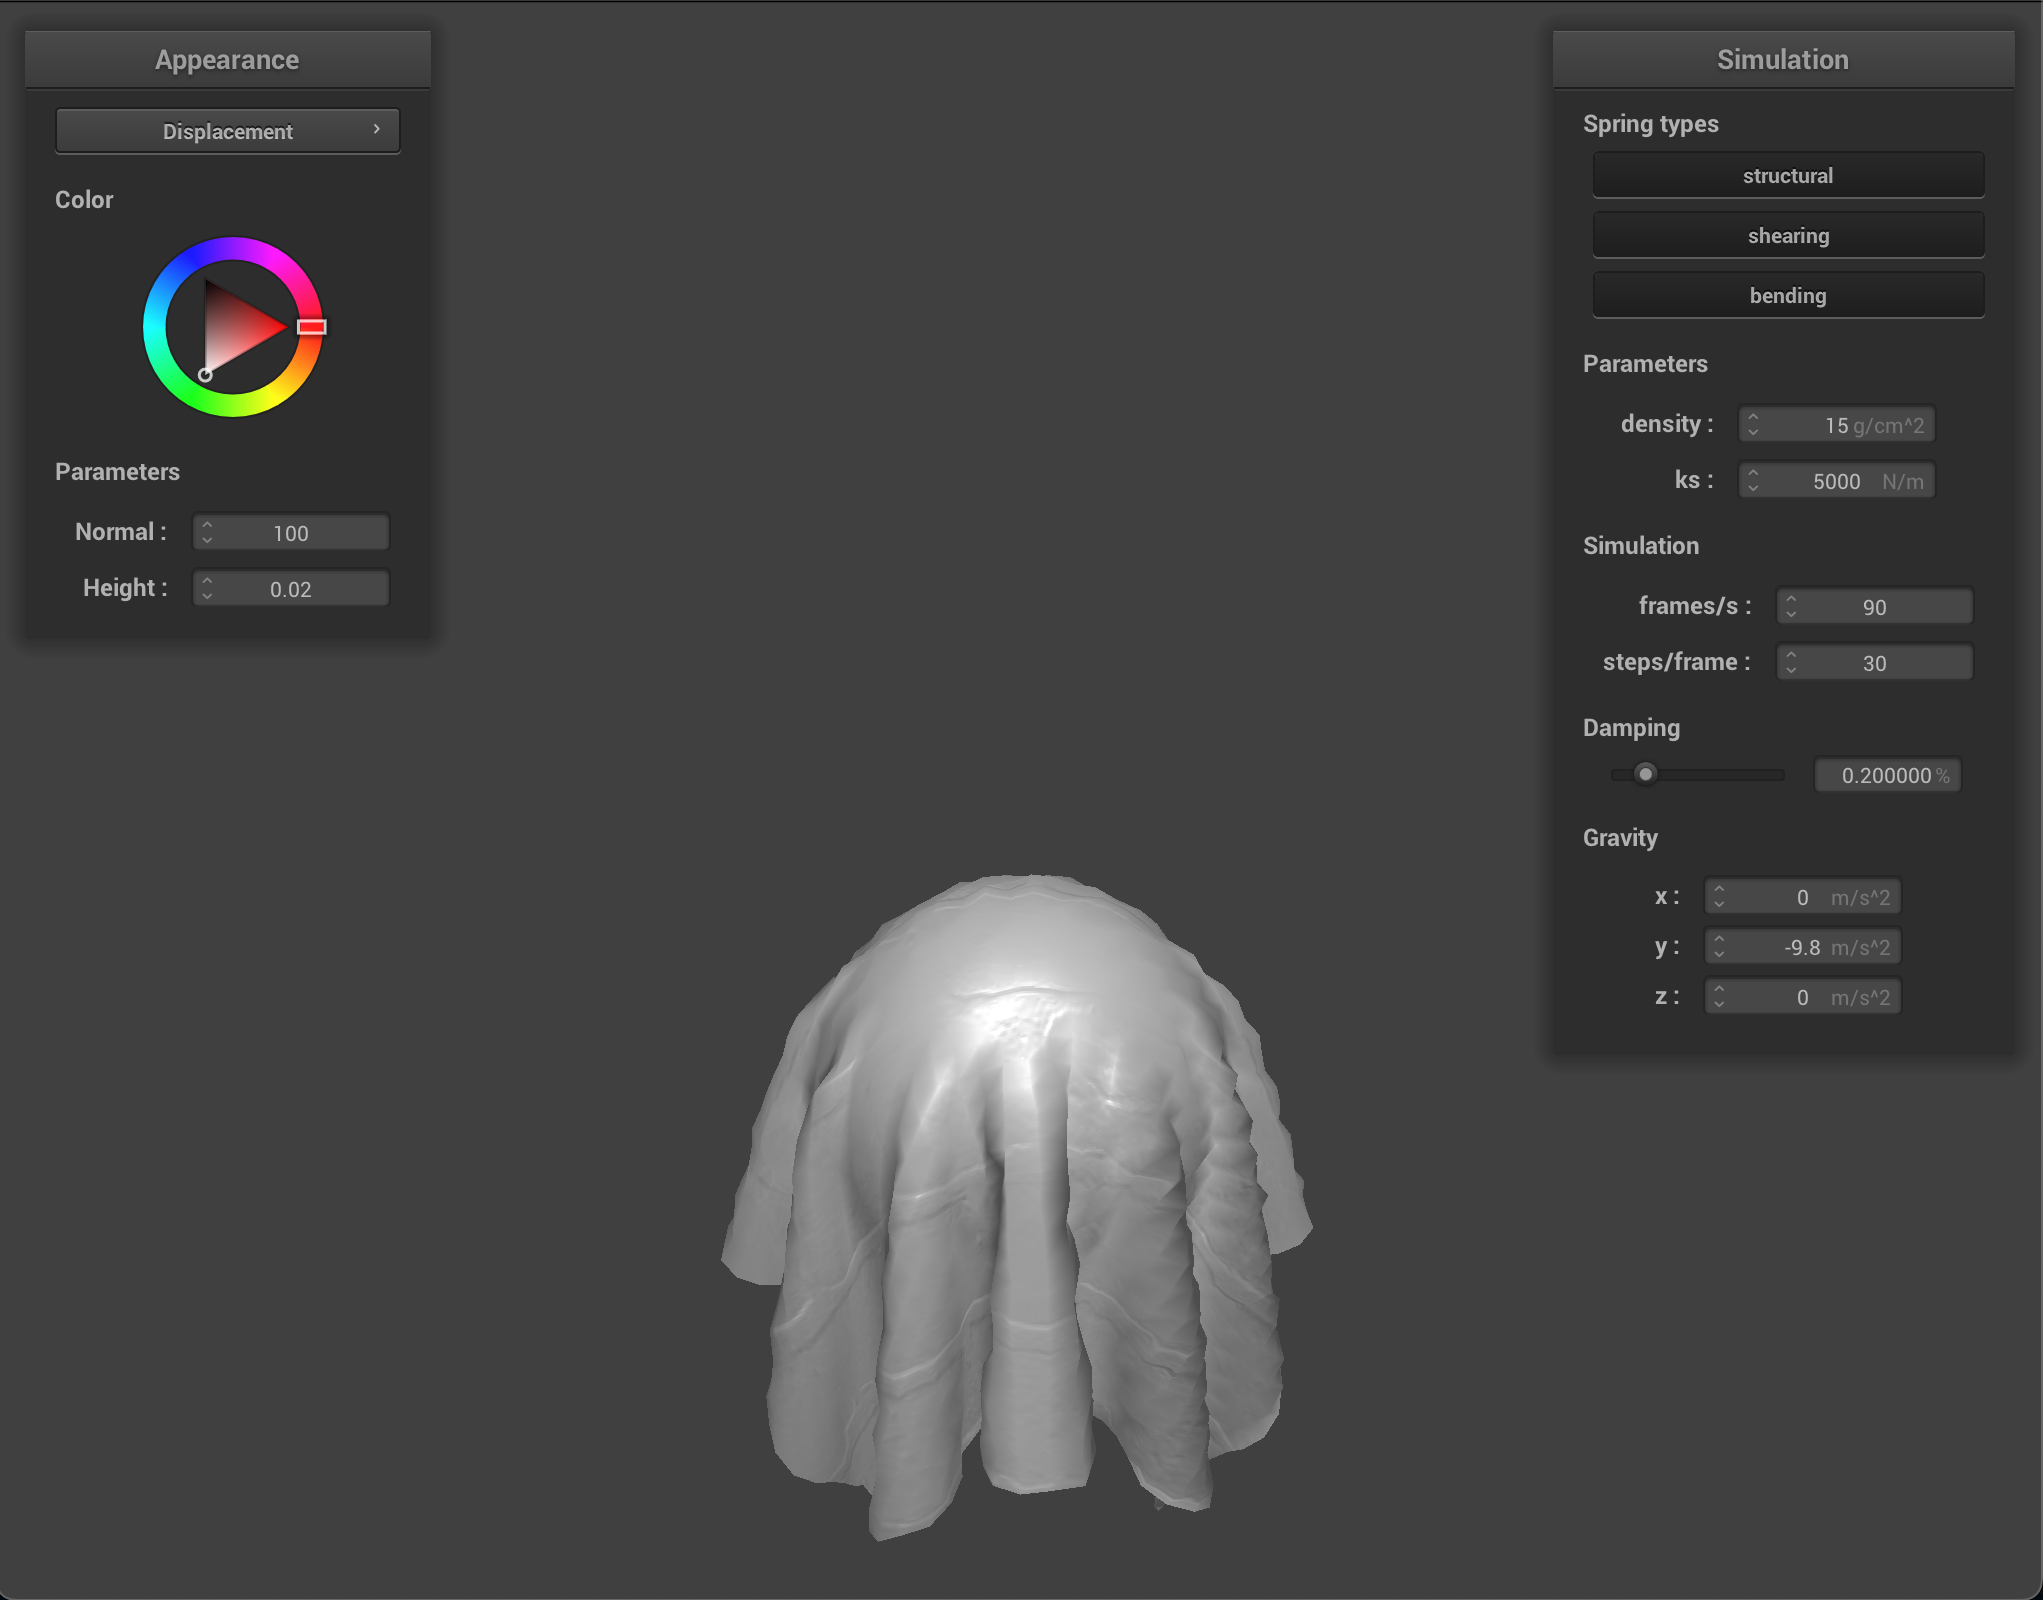 Appearance
Displacement
Color
Parameters
Normal : 100
Height : 0.02
Simulation
Spring types
structural
shearing
bending
Parameters
density : 15 g/cm^2
ks : 5000 N/m
Simulation
frames/s : 90
steps/frame : 30
Damping
0.200000 %
Gravity
x : 0 m/s^2
y : -9.8 m/s^2
z : 0 m/s^2